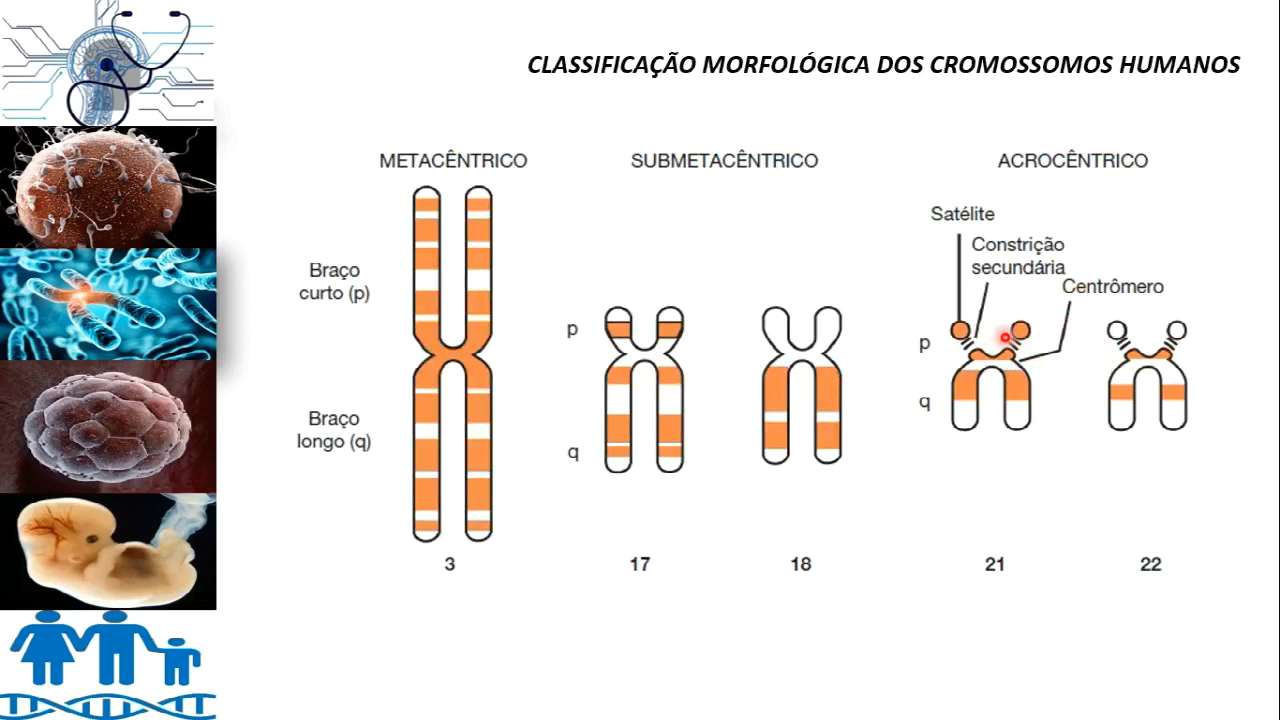 CLASSIFICAÇÃO MORFOLÓGICA DOS CROMOSSOMOS HUMANOS
METACÊNTRICO
SUBMETACÊNTRICO
ACROCÊNTRICO
Satélite
Constrição
secundária
Centrômero
Braço
curto (p)
p
p
Braço
longo (q)
q
q
3
17
18
21
22